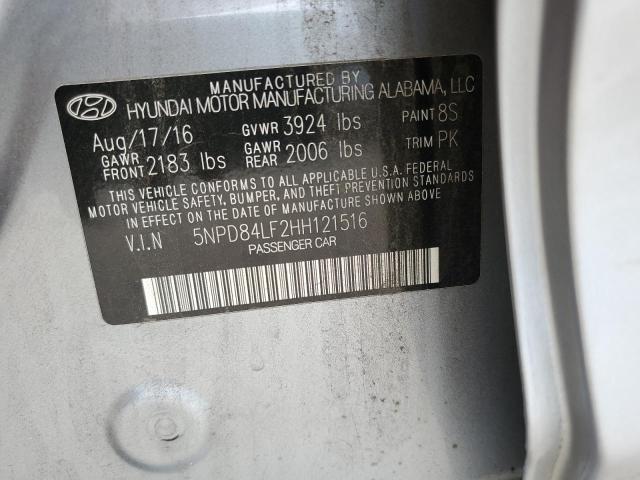 MANUFACTURED BY
HYUNDAI MOTOR MANUFACTURING ALABAMA, LLC
Aug/17/16 GVWR 3924 lbs PAINT 8S
GAWR FRONT 2183 lbs GAWR REAR 2006 lbs TRIM PK
THIS VEHICLE CONFORMS TO ALL APPLICABLE U.S.A. FEDERAL
MOTOR VEHICLE SAFETY, BUMPER, AND THEFT PREVENTION STANDARDS
IN EFFECT ON THE DATE OF MANUFACTURE SHOWN ABOVE.
V.I.N 5NPD84LF2HH121516
PASSENGER CAR